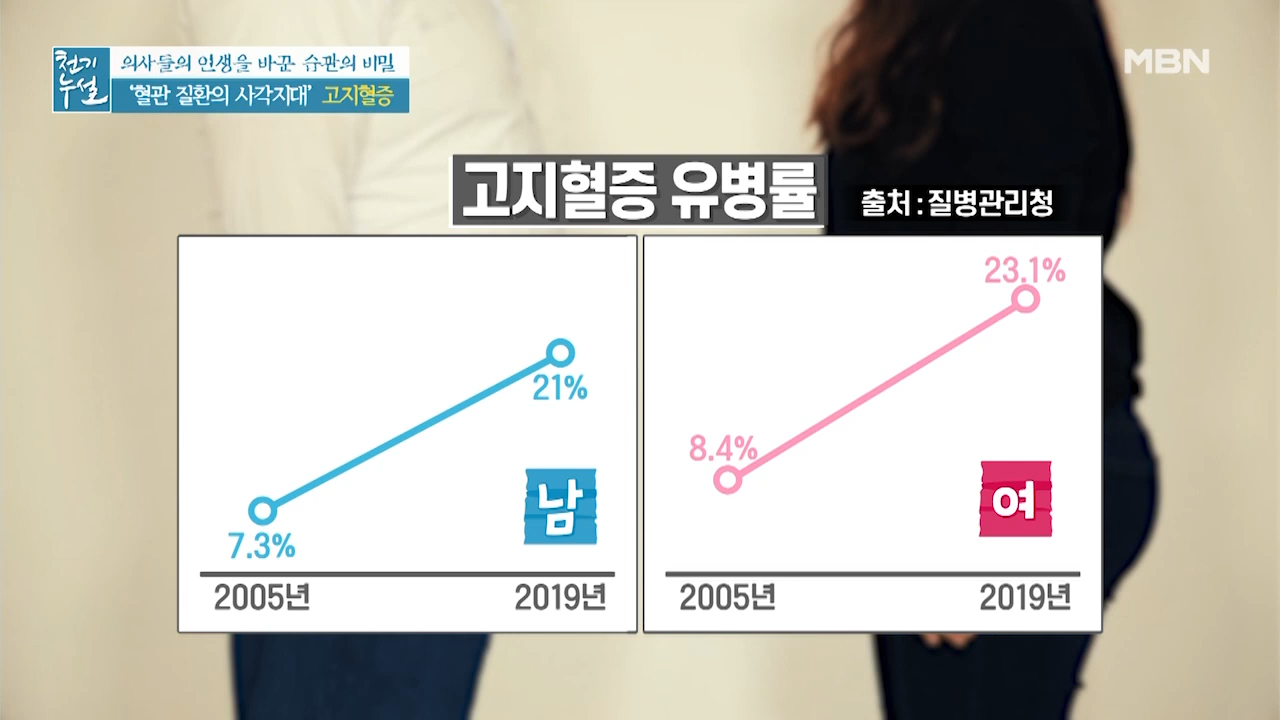 천기누설
의사들의 인생을 바꾼 습관의 비밀
‘혈관 질환의 사각지대’ 고지혈증
MBN
고지혈증 유병률
출처 : 질병관리청
21%
7.3%
남
2005년 2019년
23.1%
8.4%
여
2005년 2019년